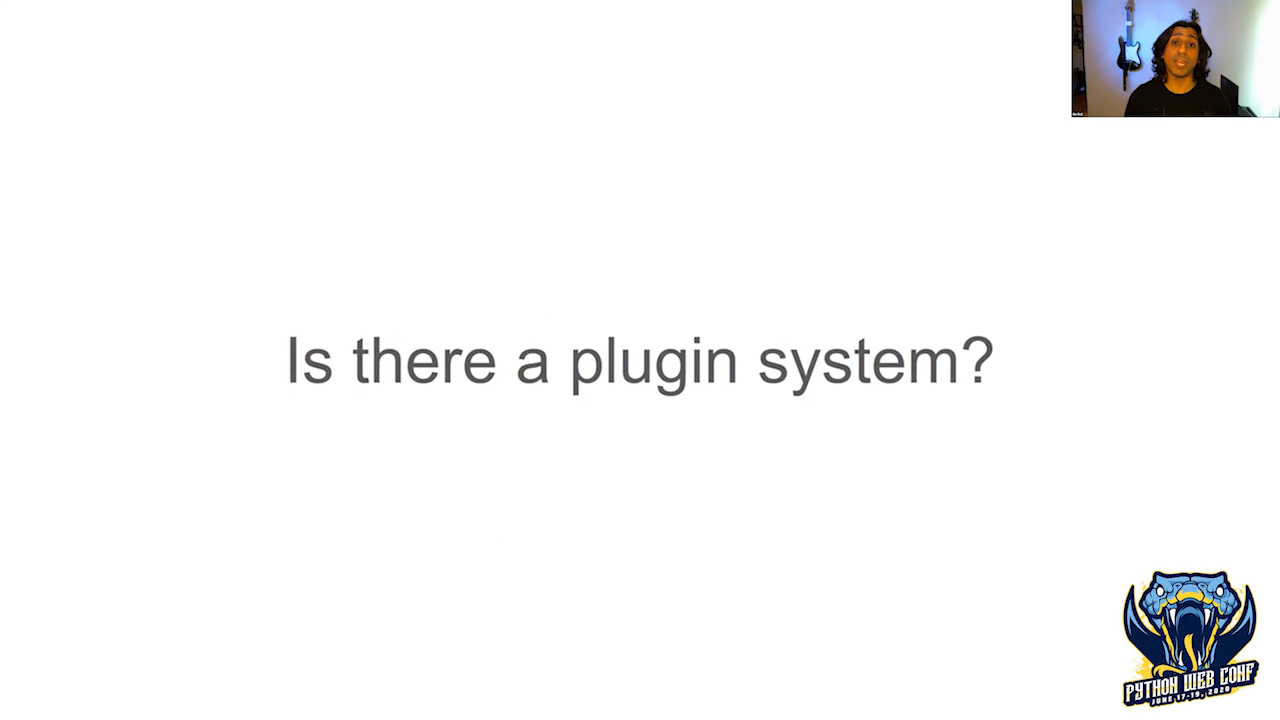 Is there a plugin system?
PYTHON WEB CONF
JUNE 17-19, 2020